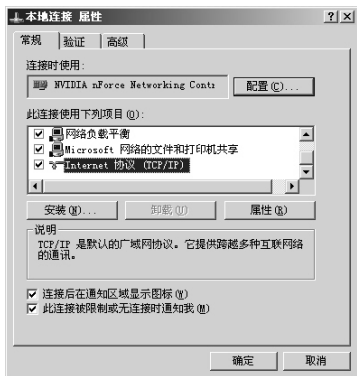 本地连接 属性
常规 验证 高级
连接时使用:
NVIDIA nForce Networking Cont:
配置(C)...
此连接使用下列项目(O):
网络负载平衡
Microsoft 网络的文件和打印机共享
Internet 协议 (TCP/IP)
安装(N)... 卸载(U) 属性(R)
说明
TCP/IP 是默认的广域网协议。它提供跨越多种互联网络
的通讯。
连接后在通知区域显示图标(W)
此连接被限制或无连接时通知我(M)
确定 取消